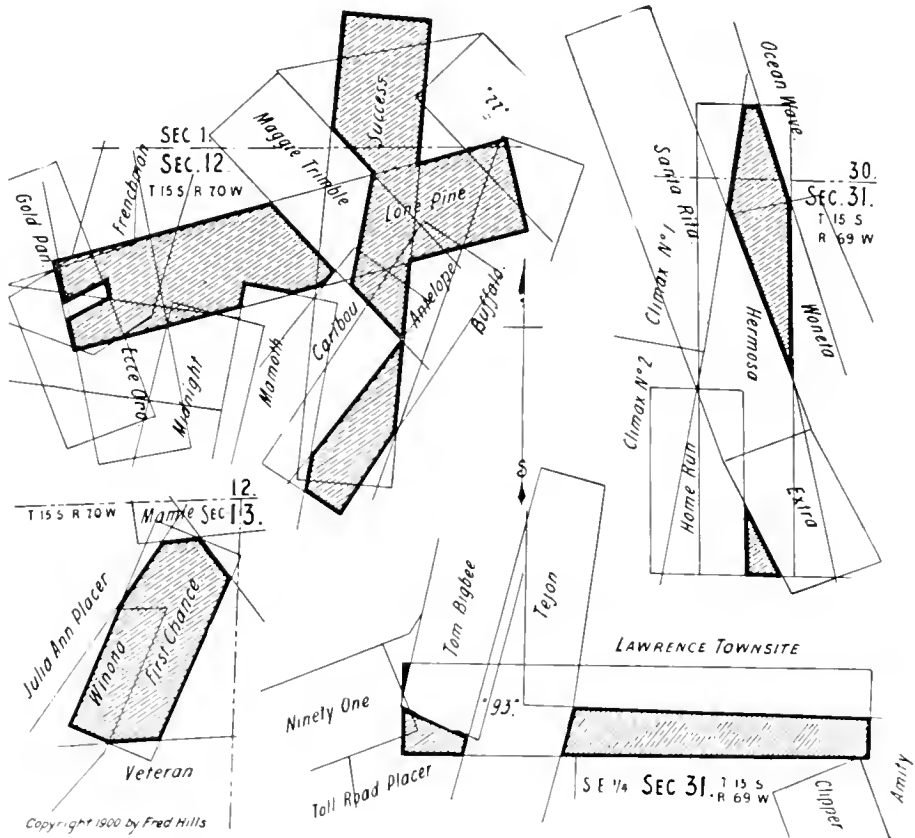 Success
"22"
SEC 1.
SEC. 12
T 15 S R 70 W
Maggie Trimble
Frenchman
Gold Pan
Lone Pine
Ecce Oro
Midnight
Mamoth
Caribou
Antelope
Buffalo.
Ocean Wave
Santa Rita
30.
SEC. 31.
T 15 S
R 69 W
Climax Nº 1
Climax Nº 2
Hermosa
Woneta
Home Run
Extra
S
12.
T 15 S R 70 W
Mamie SEC 13.
Julia Ann Placer
Winona
First Chance
Veteran
Tom Bigbee
Tejon
LAWRENCE TOWNSITE
Ninety One
"93"
Toll Road Placer
S E ¼ SEC 31. T 15 S
R 69 W
Clipper
Amity
Copyright 1900 by Fred Hills